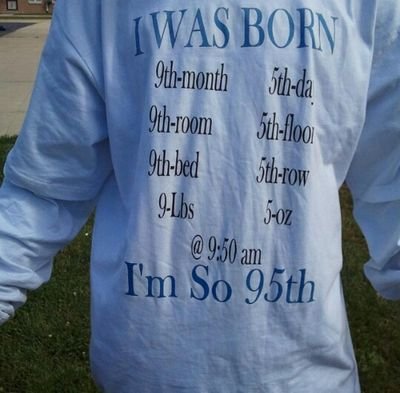 I WAS BORN
9th-month 5th-day
9th-room 5th-floor
9th-bed 5th-row
9-Lbs 5-oz
@ 9:50 am
I'm So 95th